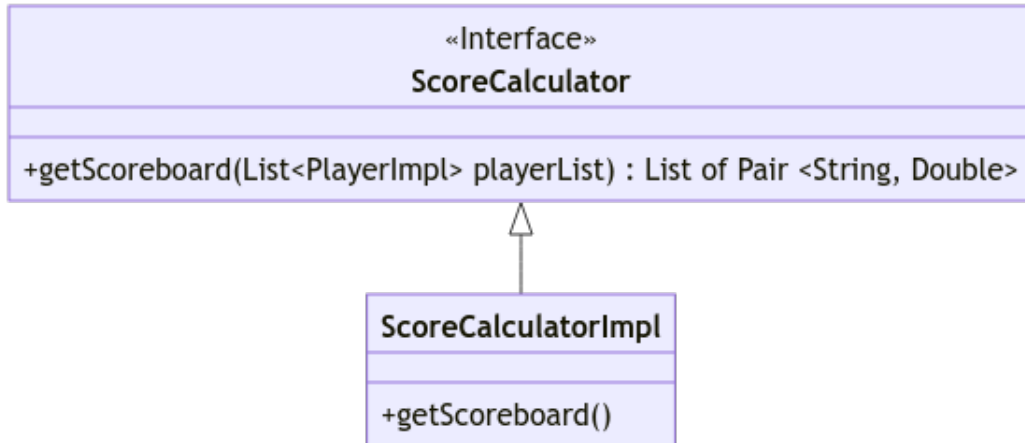 «Interface»
ScoreCalculator
+getScoreboard(List<PlayerImpl> playerList) : List of Pair <String, Double>
ScoreCalculatorImpl
+getScoreboard()